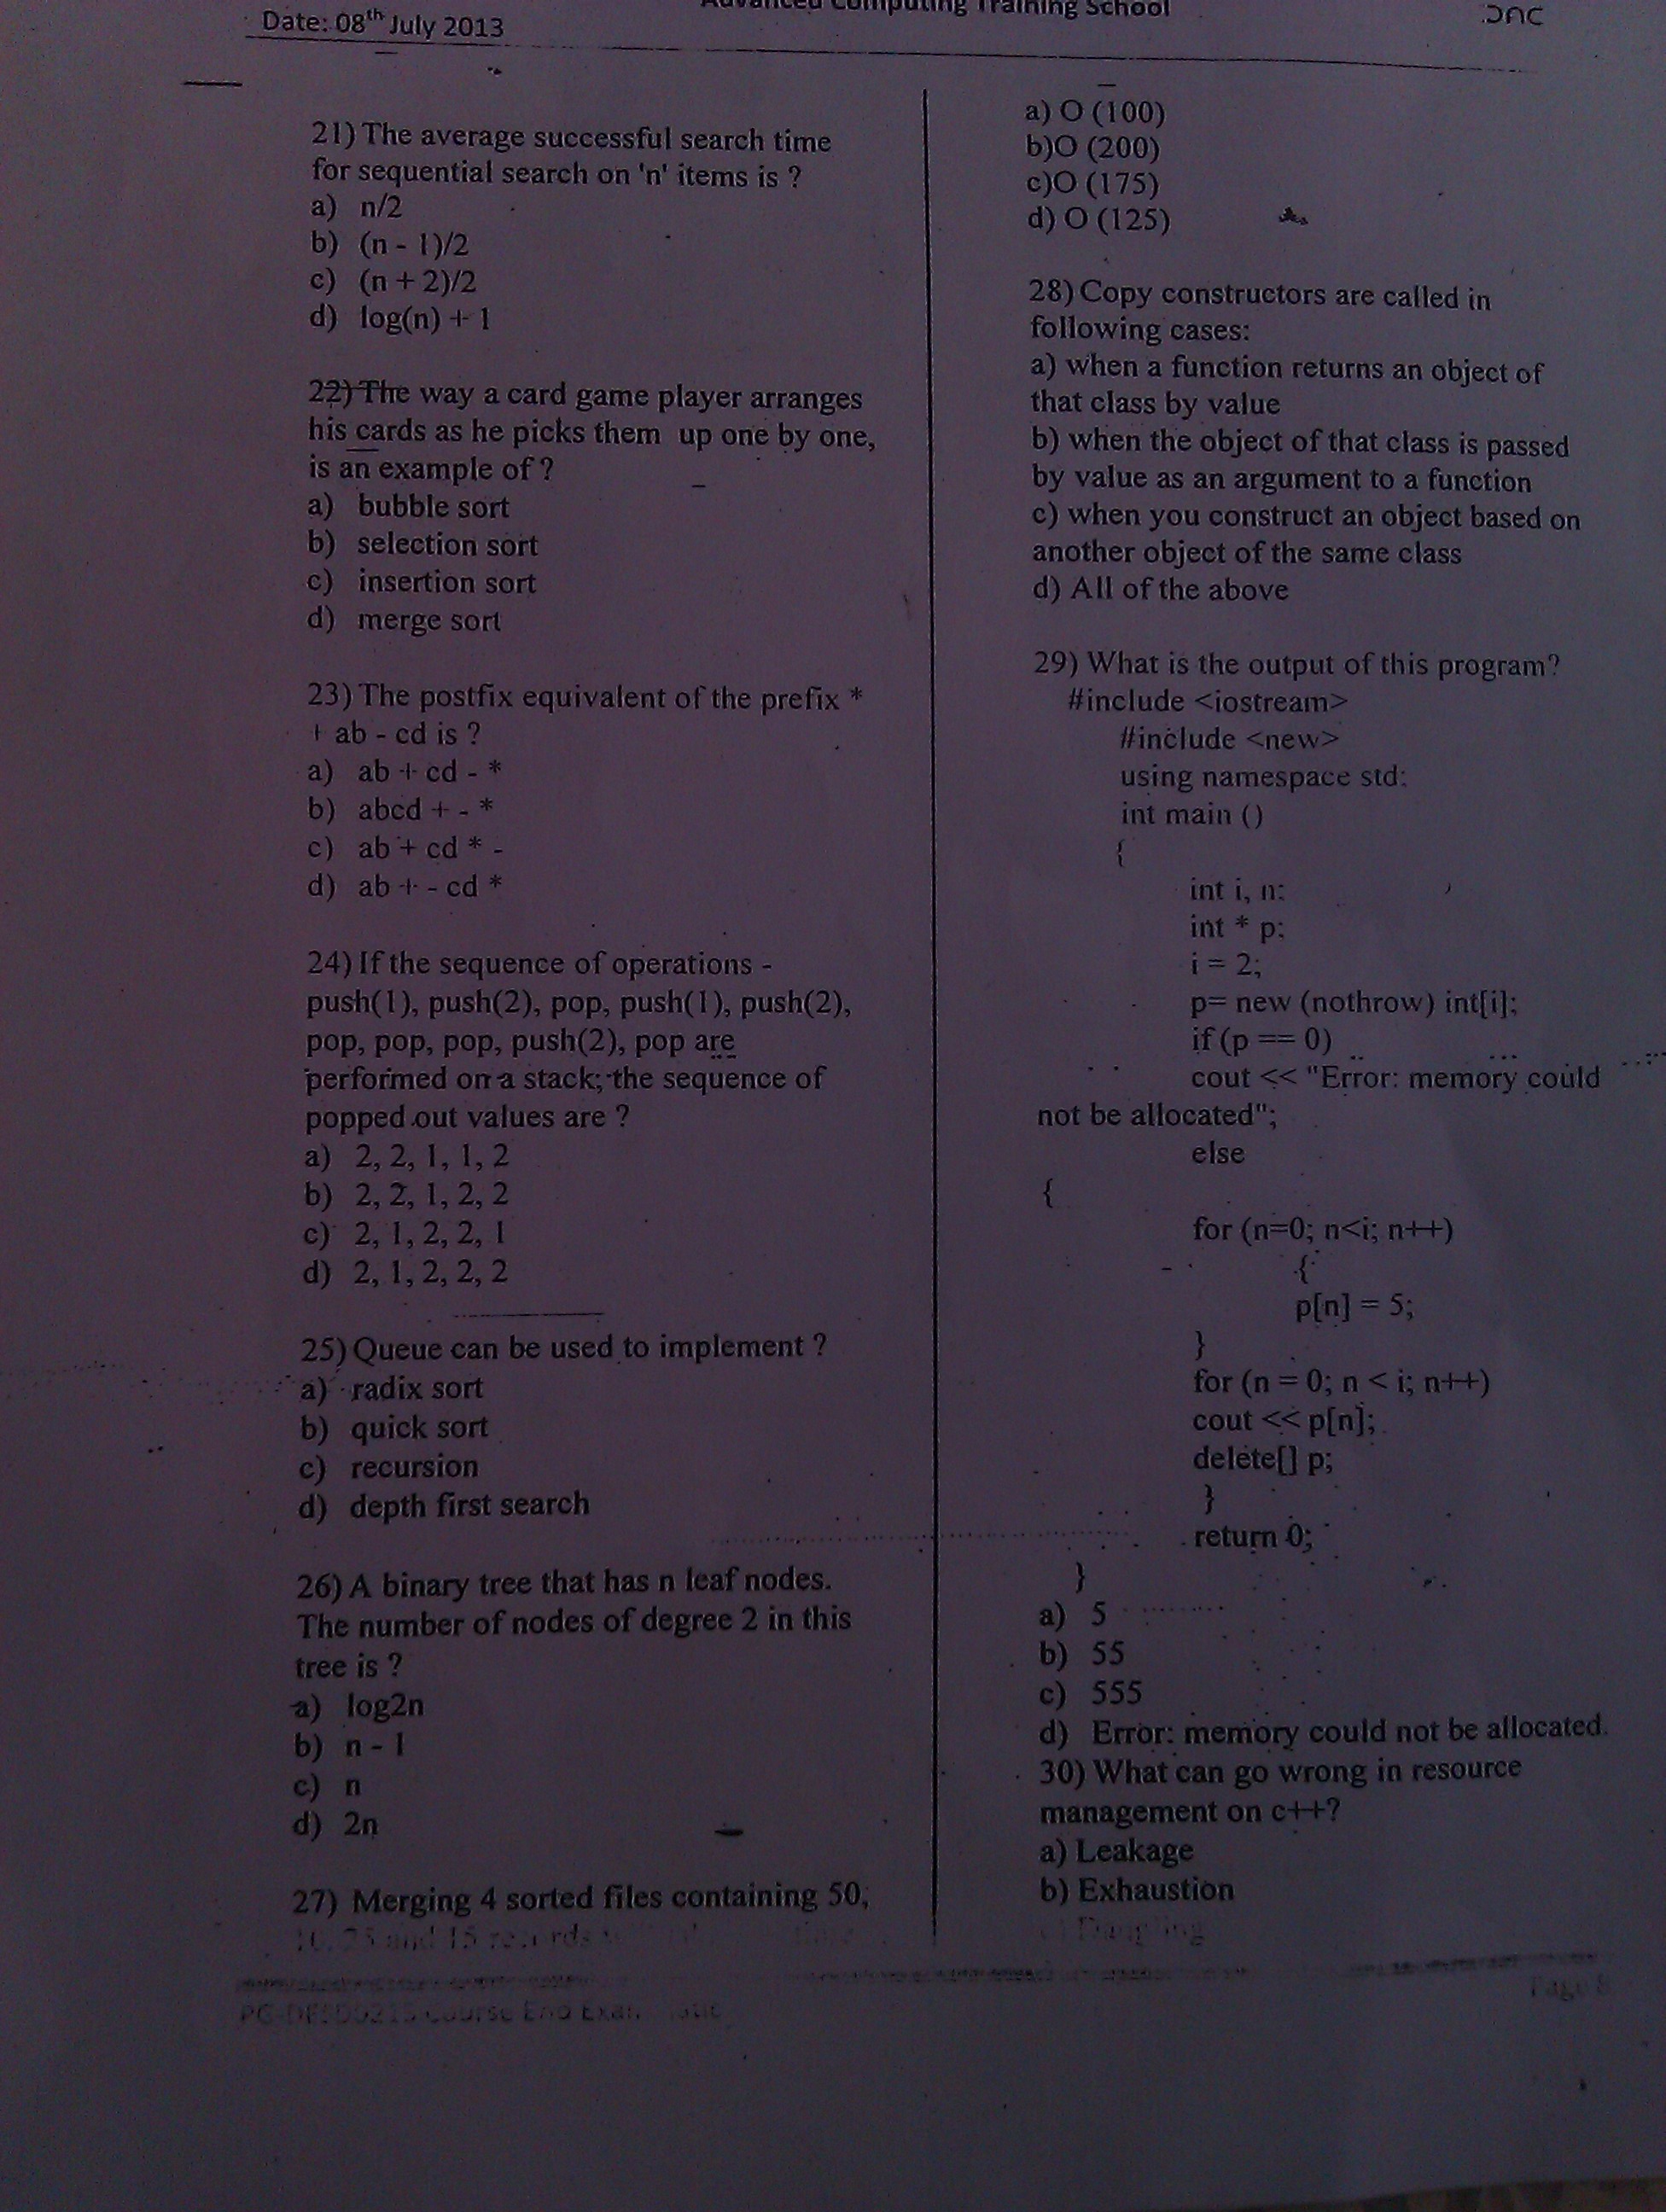 Advanced Computing Training School
Date: 08th July 2013
21) The average successful search time
for sequential search on 'n' items is ?
a) n/2
b) (n - 1)/2
c) (n + 2)/2
d) log(n) + 1
22) The way a card game player arranges
his cards as he picks them up one by one,
is an example of ?
a) bubble sort
b) selection sort
c) insertion sort
d) merge sort
23) The postfix equivalent of the prefix *
+ ab - cd is ?
a) ab + cd - *
b) abcd + - *
c) ab + cd * -
d) ab + - cd *
24) If the sequence of operations -
push(1), push(2), pop, push(1), push(2),
pop, pop, pop, push(2), pop are
performed on a stack; the sequence of
popped out values are ?
a) 2, 2, 1, 1, 2
b) 2, 2, 1, 2, 2
c) 2, 1, 2, 2, 1
d) 2, 1, 2, 2, 2
25) Queue can be used to implement ?
a) radix sort
b) quick sort
c) recursion
d) depth first search
26) A binary tree that has n leaf nodes.
The number of nodes of degree 2 in this
tree is ?
a) log2n
b) n - 1
c) n
d) 2n
27) Merging 4 sorted files containing 50,
10, 25 and 15 records
a) O (100)
b)O (200)
c)O (175)
d) O (125)
28) Copy constructors are called in
following cases:
a) when a function returns an object of
that class by value
b) when the object of that class is passed
by value as an argument to a function
c) when you construct an object based on
another object of the same class
d) All of the above
29) What is the output of this program?
#include <iostream>
#include <new>
using namespace std;
int main ()
{
int i, n;
int * p;
i = 2;
p= new (nothrow) int[i];
if (p == 0)
cout << "Error: memory could
not be allocated";
else
{
for (n=0; n<i; n++)
{
p[n] = 5;
}
for (n = 0; n < i; n++)
cout << p[n];
delete[] p;
}
return 0;
}
a) 5
b) 55
c) 555
d) Error: memory could not be allocated.
30) What can go wrong in resource
management on c++?
a) Leakage
b) Exhaustion
c) Dangling
Page